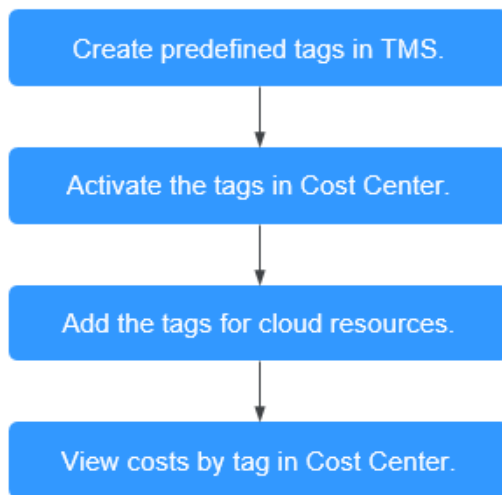 Create predefined tags in TMS.
Activate the tags in Cost Center.
Add the tags for cloud resources.
View costs by tag in Cost Center.